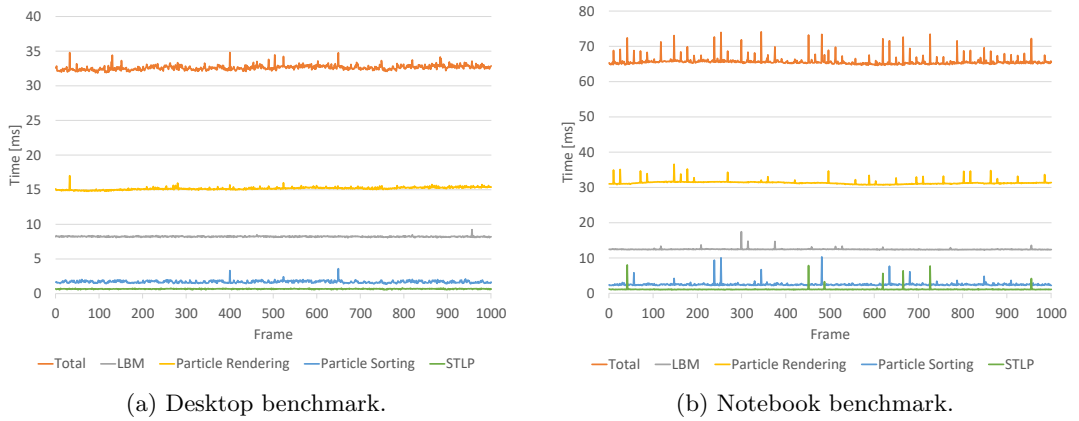 40
35
30
25
20
15
10
5
0
Time [ms]
0 100 200 300 400 500 600 700 800 900 1000
Frame
Total LBM Particle Rendering Particle Sorting STLP
(a) Desktop benchmark.
80
70
60
50
40
30
20
10
0
Time [ms]
0 100 200 300 400 500 600 700 800 900 1000
Frame
Total LBM Particle Rendering Particle Sorting STLP
(b) Notebook benchmark.